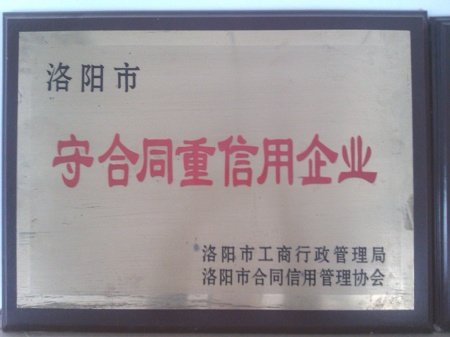 洛阳市
守合同重信用企业
洛阳市工商行政管理局
洛阳市合同信用管理协会